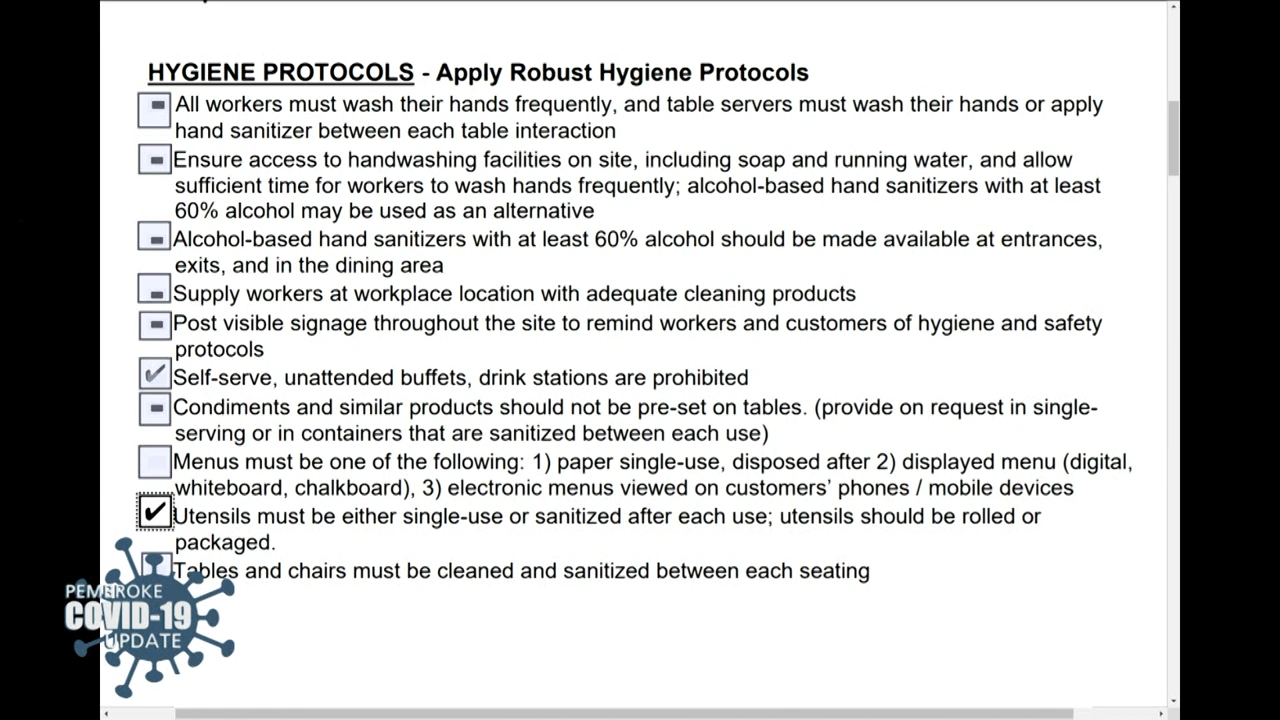 HYGIENE PROTOCOLS - Apply Robust Hygiene Protocols
All workers must wash their hands frequently, and table servers must wash their hands or apply
hand sanitizer between each table interaction
Ensure access to handwashing facilities on site, including soap and running water, and allow
sufficient time for workers to wash hands frequently; alcohol-based hand sanitizers with at least
60% alcohol may be used as an alternative
Alcohol-based hand sanitizers with at least 60% alcohol should be made available at entrances,
exits, and in the dining area
Supply workers at workplace location with adequate cleaning products
Post visible signage throughout the site to remind workers and customers of hygiene and safety
protocols
Self-serve, unattended buffets, drink stations are prohibited
Condiments and similar products should not be pre-set on tables. (provide on request in single-
serving or in containers that are sanitized between each use)
Menus must be one of the following: 1) paper single-use, disposed after 2) displayed menu (digital,
whiteboard, chalkboard), 3) electronic menus viewed on customers’ phones / mobile devices
Utensils must be either single-use or sanitized after each use; utensils should be rolled or
packaged.
Tables and chairs must be cleaned and sanitized between each seating
PEMBROKE
COVID-19
UPDATE